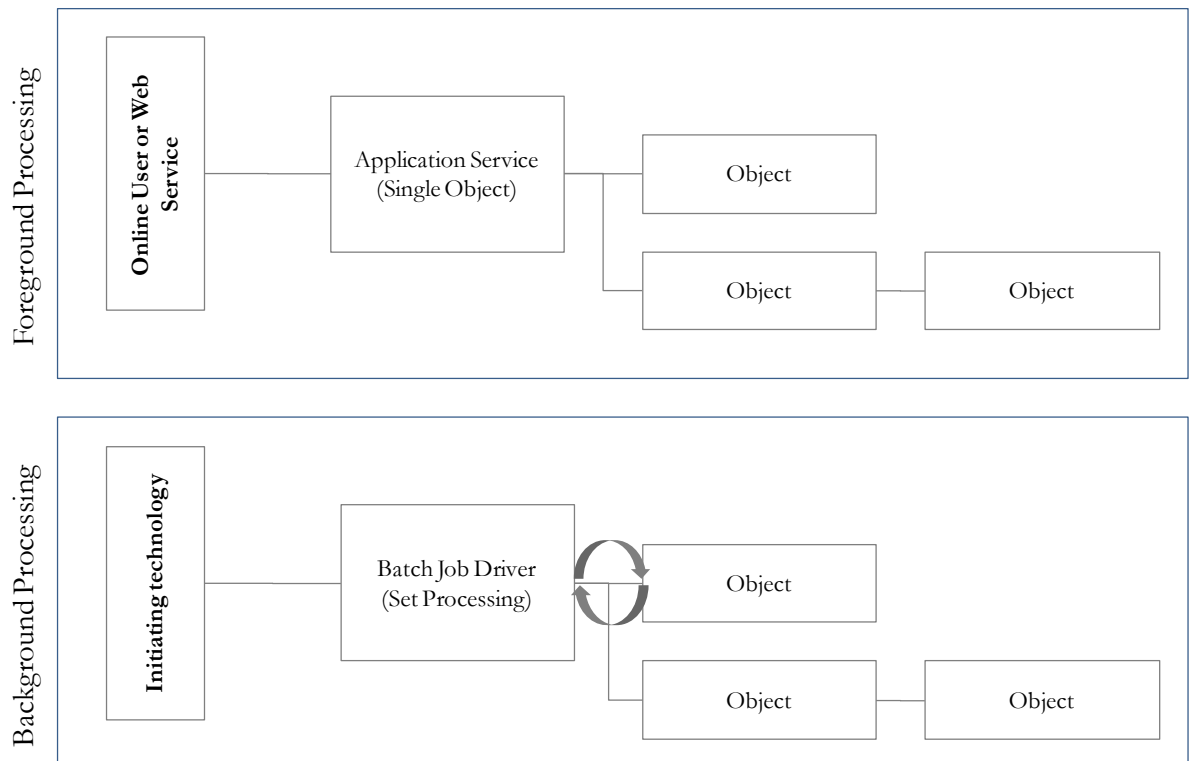 Foreground Processing
Online User or Web
Service
Application Service
(Single Object)
Object
Object
Object
Background Processing
Initiating technology
Batch Job Driver
(Set Processing)
Object
Object
Object